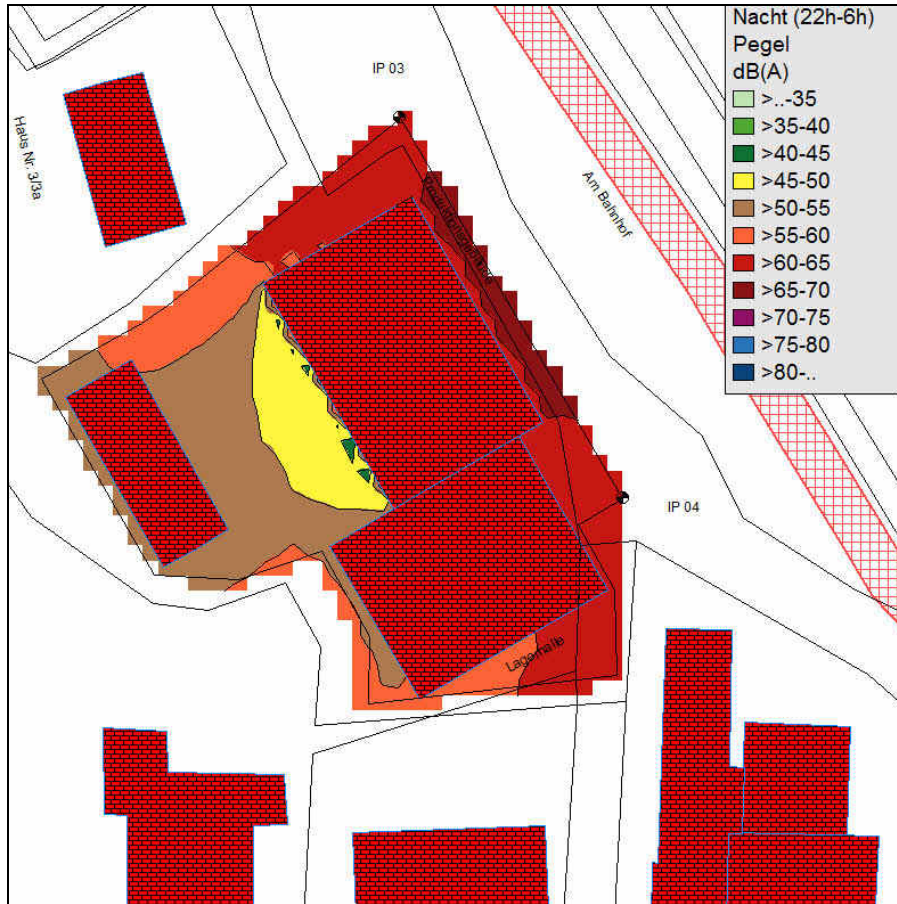 Nacht (22h-6h)
Pegel
dB(A)
>..-35
>35-40
>40-45
>45-50
>50-55
>55-60
>60-65
>65-70
>70-75
>75-80
>80-..
IP 03
Haus Nr. 3/3a
Am Bahnhof
IP 04
Lagerhalle